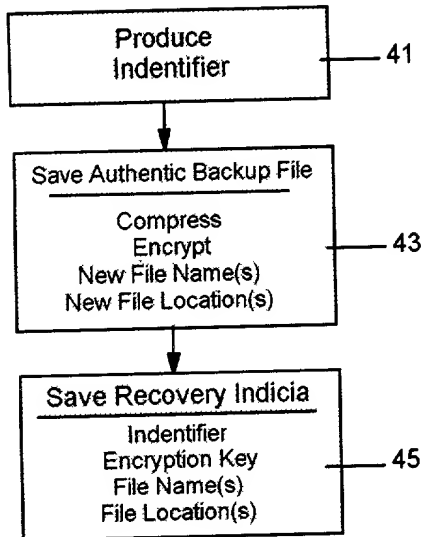 Produce
Indentifier
41
Save Authentic Backup File
Compress
Encrypt
New File Name(s)
New File Location(s)
43
Save Recovery Indicia
Indentifier
Encryption Key
File Name(s)
File Location(s)
45